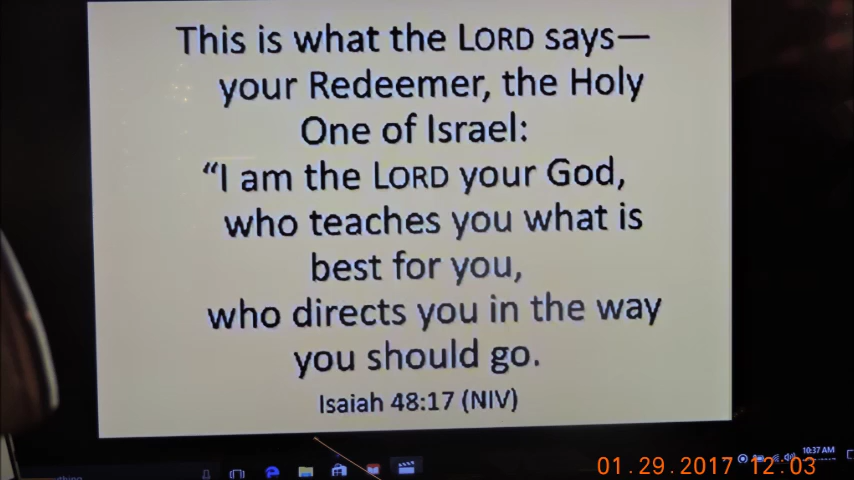 This is what the LORD says—
your Redeemer, the Holy
One of Israel:
“I am the LORD your God,
who teaches you what is
best for you,
who directs you in the way
you should go.
Isaiah 48:17 (NIV)
10:37 AM
01.29.2017 12:03